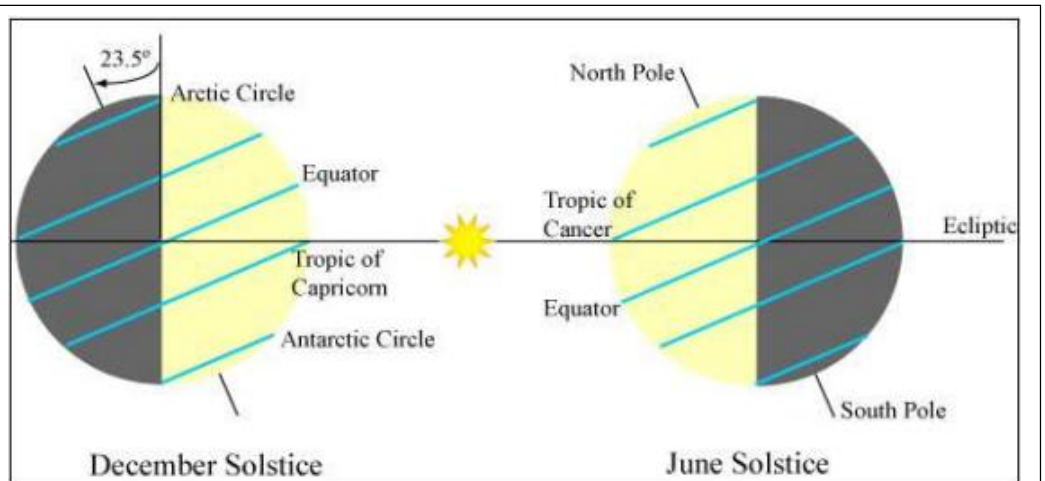 23.5°
Arctic Circle
Equator
Tropic of
Capricorn
Antarctic Circle
December Solstice
North Pole
Tropic of
Cancer
Ecliptic
Equator
South Pole
June Solstice